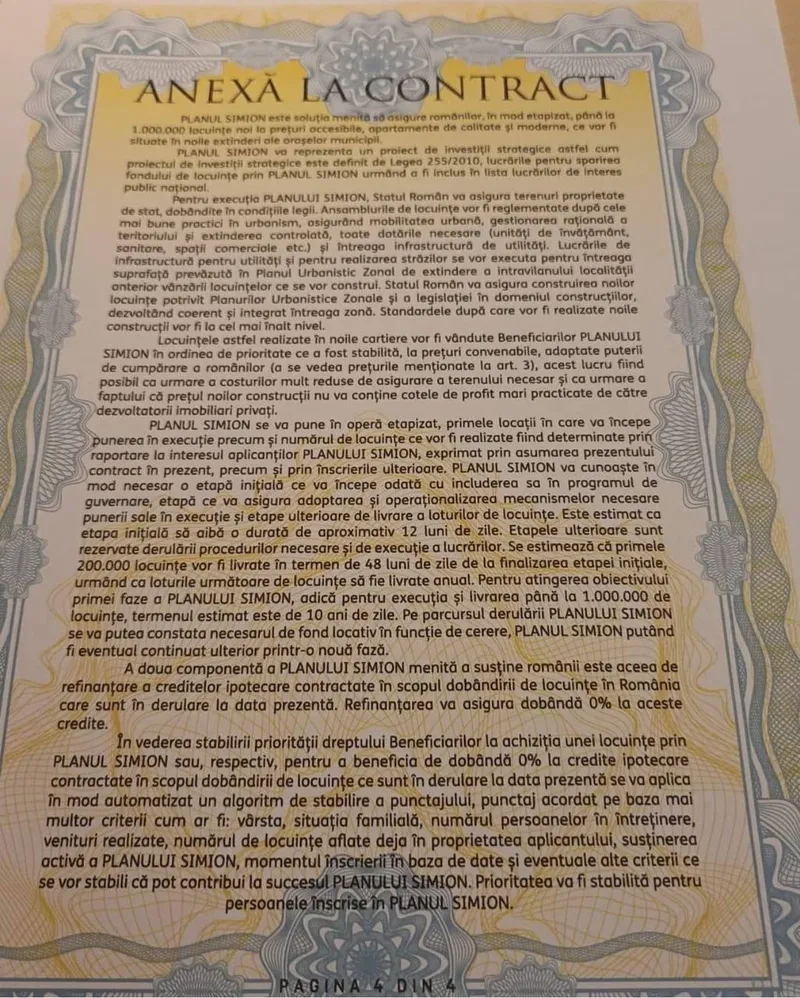 ANEXĂ LA CONTRACT
PLANUL SIMION este soluția menită să asigure românilor, în mod etapizat, până la
1.000.000 locuințe noi la prețuri accesibile, apartamente de calitate și moderne, ce vor fi
situate în noile extinderi ale orașelor municipii.
PLANUL SIMION va reprezenta un proiect de investiții strategice astfel cum
proiectul de investiții strategice este definit de Legea 255/2010, lucrările pentru sporirea
fondului de locuințe prin PLANUL SIMION urmând a fi inclus în lista lucrărilor de interes
public național.
Pentru execuția PLANULUI SIMION, Statul Român va asigura terenuri proprietate
de stat, dobândite în condițiile legii. Ansamblurile de locuințe vor fi reglementate după cele
mai bune practici în urbanism, asigurând mobilitatea urbană, gestionarea rațională a
teritoriului și extinderea controlată, toate dotările necesare (unități de învățământ,
sanitare, spații comerciale etc.) și întreaga infrastructură de utilități. Lucrările de
infrastructură pentru utilități și pentru realizarea străzilor se vor executa pentru întreaga
suprafață prevăzută în Planul Urbanistic Zonal de extindere a intravilanului localității
anterior vânzării locuințelor ce se vor construi. Statul Român va asigura construirea noilor
locuințe potrivit Planurilor Urbanistice Zonale și a legislației în domeniul construcțiilor,
dezvoltând coerent și integrat întreaga zonă. Standardele după care vor fi realizate noile
construcții vor fi la cel mai înalt nivel.
Locuințele astfel realizate în noile cartiere vor fi vândute Beneficiarilor PLANULUI
SIMION în ordinea de prioritate ce a fost stabilită, la prețuri convenabile, adaptate puterii
de cumpărare a românilor (a se vedea prețurile menționate la art. 3), acest lucru fiind
posibil ca urmare a costurilor mult reduse de asigurare a terenului necesar și ca urmare a
faptului că prețul noilor construcții nu va conține cotele de profit mari practicate de către
dezvoltatorii imobiliari privați.
PLANUL SIMION se va pune în operă etapizat, primele locații în care va începe
punerea în execuție precum și numărul de locuințe ce vor fi realizate fiind determinate prin
raportare la interesul aplicanților PLANULUI SIMION, exprimat prin asumarea prezentului
contract în prezent, precum și prin înscrierile ulterioare. PLANUL SIMION va cunoaște în
mod necesar o etapă inițială ce va începe odată cu includerea sa în programul de
guvernare, etapă ce va asigura adoptarea și operaționalizarea mecanismelor necesare
punerii sale în execuție și etape ulterioare de livrare a loturilor de locuințe. Este estimat ca
etapa inițială să aibă o durată de aproximativ 12 luni de zile. Etapele ulterioare sunt
rezervate derulării procedurilor necesare și de execuție a lucrărilor. Se estimează că primele
200.000 locuințe vor fi livrate în termen de 48 luni de zile de la finalizarea etapei inițiale,
urmând ca loturile următoare de locuințe să fie livrate anual. Pentru atingerea obiectivului
primei faze a PLANULUI SIMION, adică pentru execuția și livrarea până la 1.000.000 de
locuințe, termenul estimat este de 10 ani de zile. Pe parcursul derulării PLANULUI SIMION
se va putea constata necesarul de fond locativ în funcție de cerere, PLANUL SIMION putând
fi eventual continuat ulterior printr-o nouă fază.
A doua componentă a PLANULUI SIMION menită a susține românii este aceea de
refinanțare a creditelor ipotecare contractate în scopul dobândirii de locuințe în România
care sunt în derulare la data prezentă. Refinanțarea va asigura dobândă 0% la aceste
credite.
În vederea stabilirii priorității dreptului Beneficiarilor la achiziția unei locuințe prin
PLANUL SIMION sau, respectiv, pentru a beneficia de dobândă 0% la credite ipotecare
contractate în scopul dobândirii de locuințe ce sunt în derulare la data prezentă se va aplica
în mod automatizat un algoritm de stabilire a punctajului, punctaj acordat pe baza mai
multor criterii cum ar fi: vârsta, situația familială, numărul persoanelor în întreținere,
venituri realizate, numărul de locuințe aflate deja în proprietatea aplicantului, susținerea
activă a PLANULUI SIMION, momentul înscrierii în baza de date și eventuale alte criterii ce
se vor stabili că pot contribui la succesul PLANULUI SIMION. Prioritatea va fi stabilită pentru
persoanele înscrise în PLANUL SIMION.
PAGINA 4 DIN 4